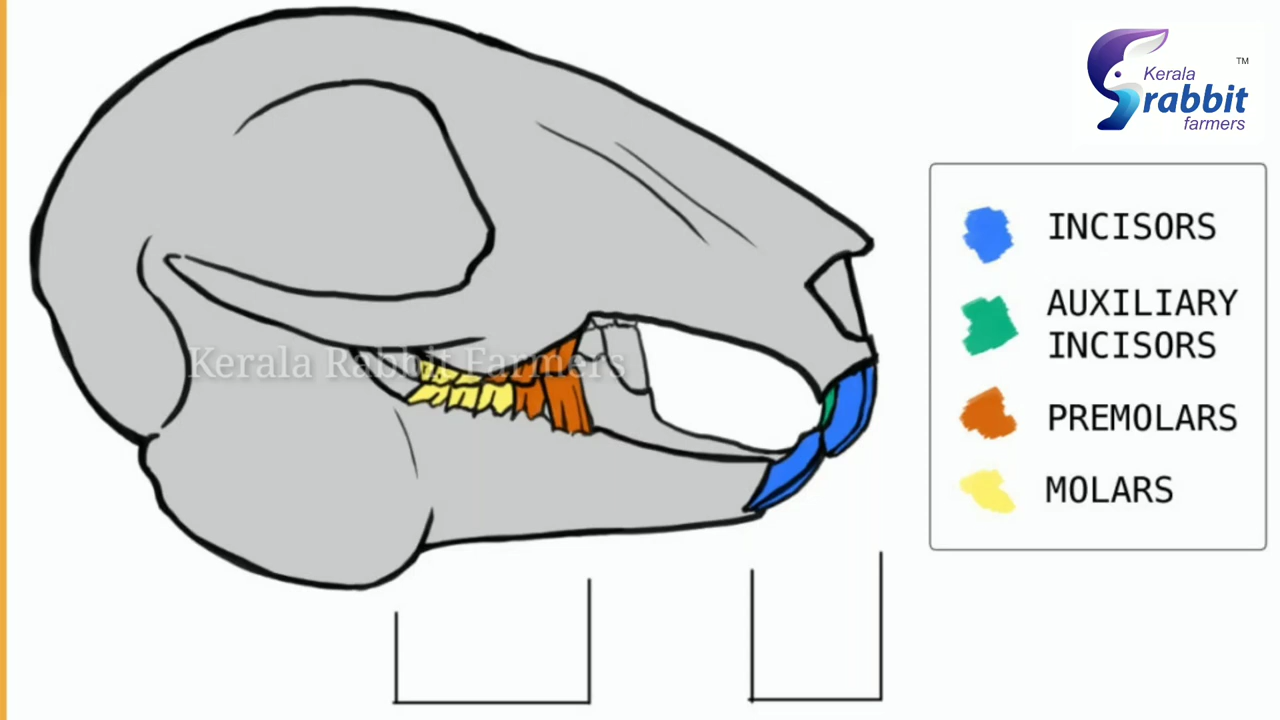 Kerala
rabbit
farmers
TM
INCISORS
AUXILIARY
INCISORS
PREMOLARS
MOLARS
Kerala Rabbit Farmers